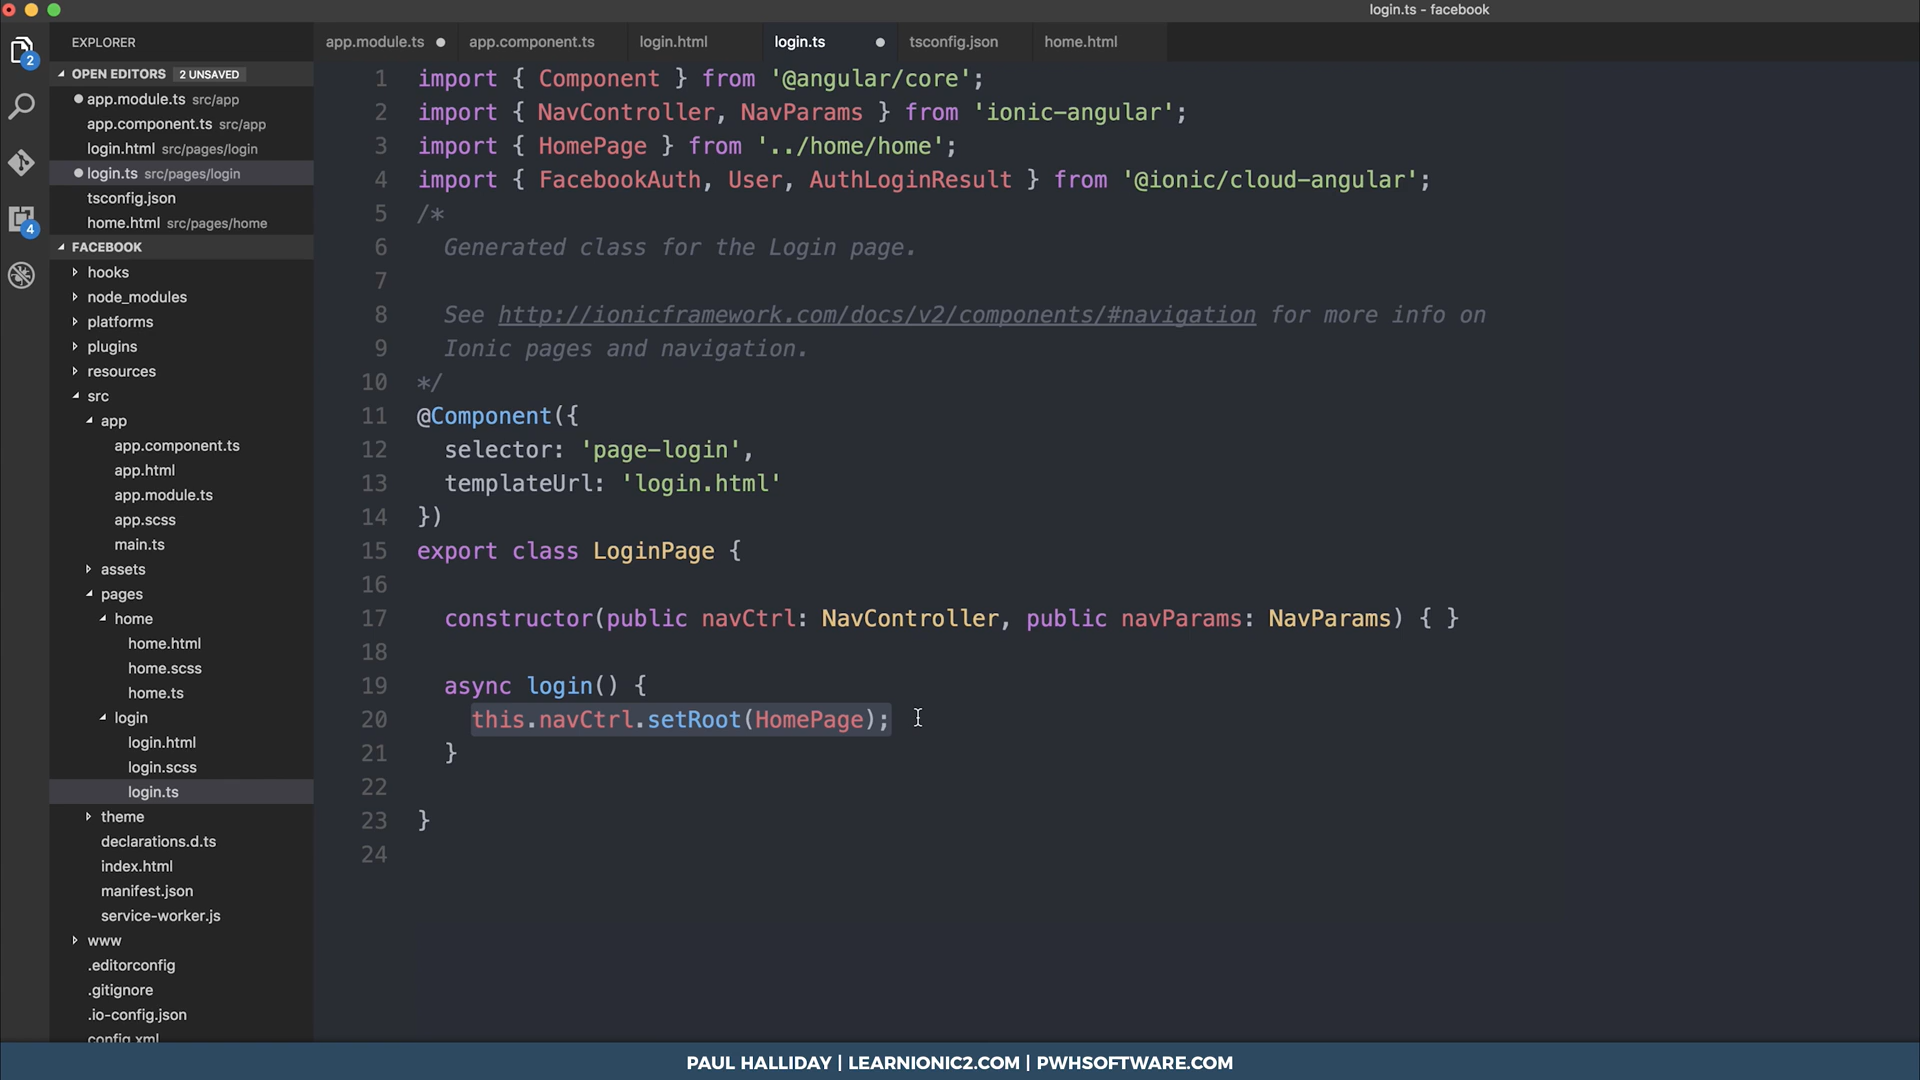 login.ts - facebook
EXPLORER
OPEN EDITORS 2 UNSAVED
app.module.ts src/app
app.component.ts src/app
login.html src/pages/login
login.ts src/pages/login
tsconfig.json
home.html src/pages/home
FACEBOOK
hooks
node_modules
platforms
plugins
resources
src
app
app.component.ts
app.html
app.module.ts
app.scss
main.ts
assets
pages
home
home.html
home.scss
home.ts
login
login.html
login.scss
login.ts
theme
declarations.d.ts
index.html
manifest.json
service-worker.js
www
.editorconfig
.gitignore
.io-config.json
config.xml
2
4
app.module.ts app.component.ts login.html login.ts tsconfig.json home.html
1 import { Component } from '@angular/core';
2 import { NavController, NavParams } from 'ionic-angular';
3 import { HomePage } from '../home/home';
4 import { FacebookAuth, User, AuthLoginResult } from '@ionic/cloud-angular';
5 /*
6 Generated class for the Login page.
7
8 See http://ionicframework.com/docs/v2/components/#navigation for more info on
9 Ionic pages and navigation.
10 */
11 @Component({
12 selector: 'page-login',
13 templateUrl: 'login.html'
14 })
15 export class LoginPage {
16
17 constructor(public navCtrl: NavController, public navParams: NavParams) { }
18
19 async login() {
20 this.navCtrl.setRoot(HomePage);
21 }
22
23 }
24
PAUL HALLIDAY | LEARNIONIC2.COM | PWHSOFTWARE.COM